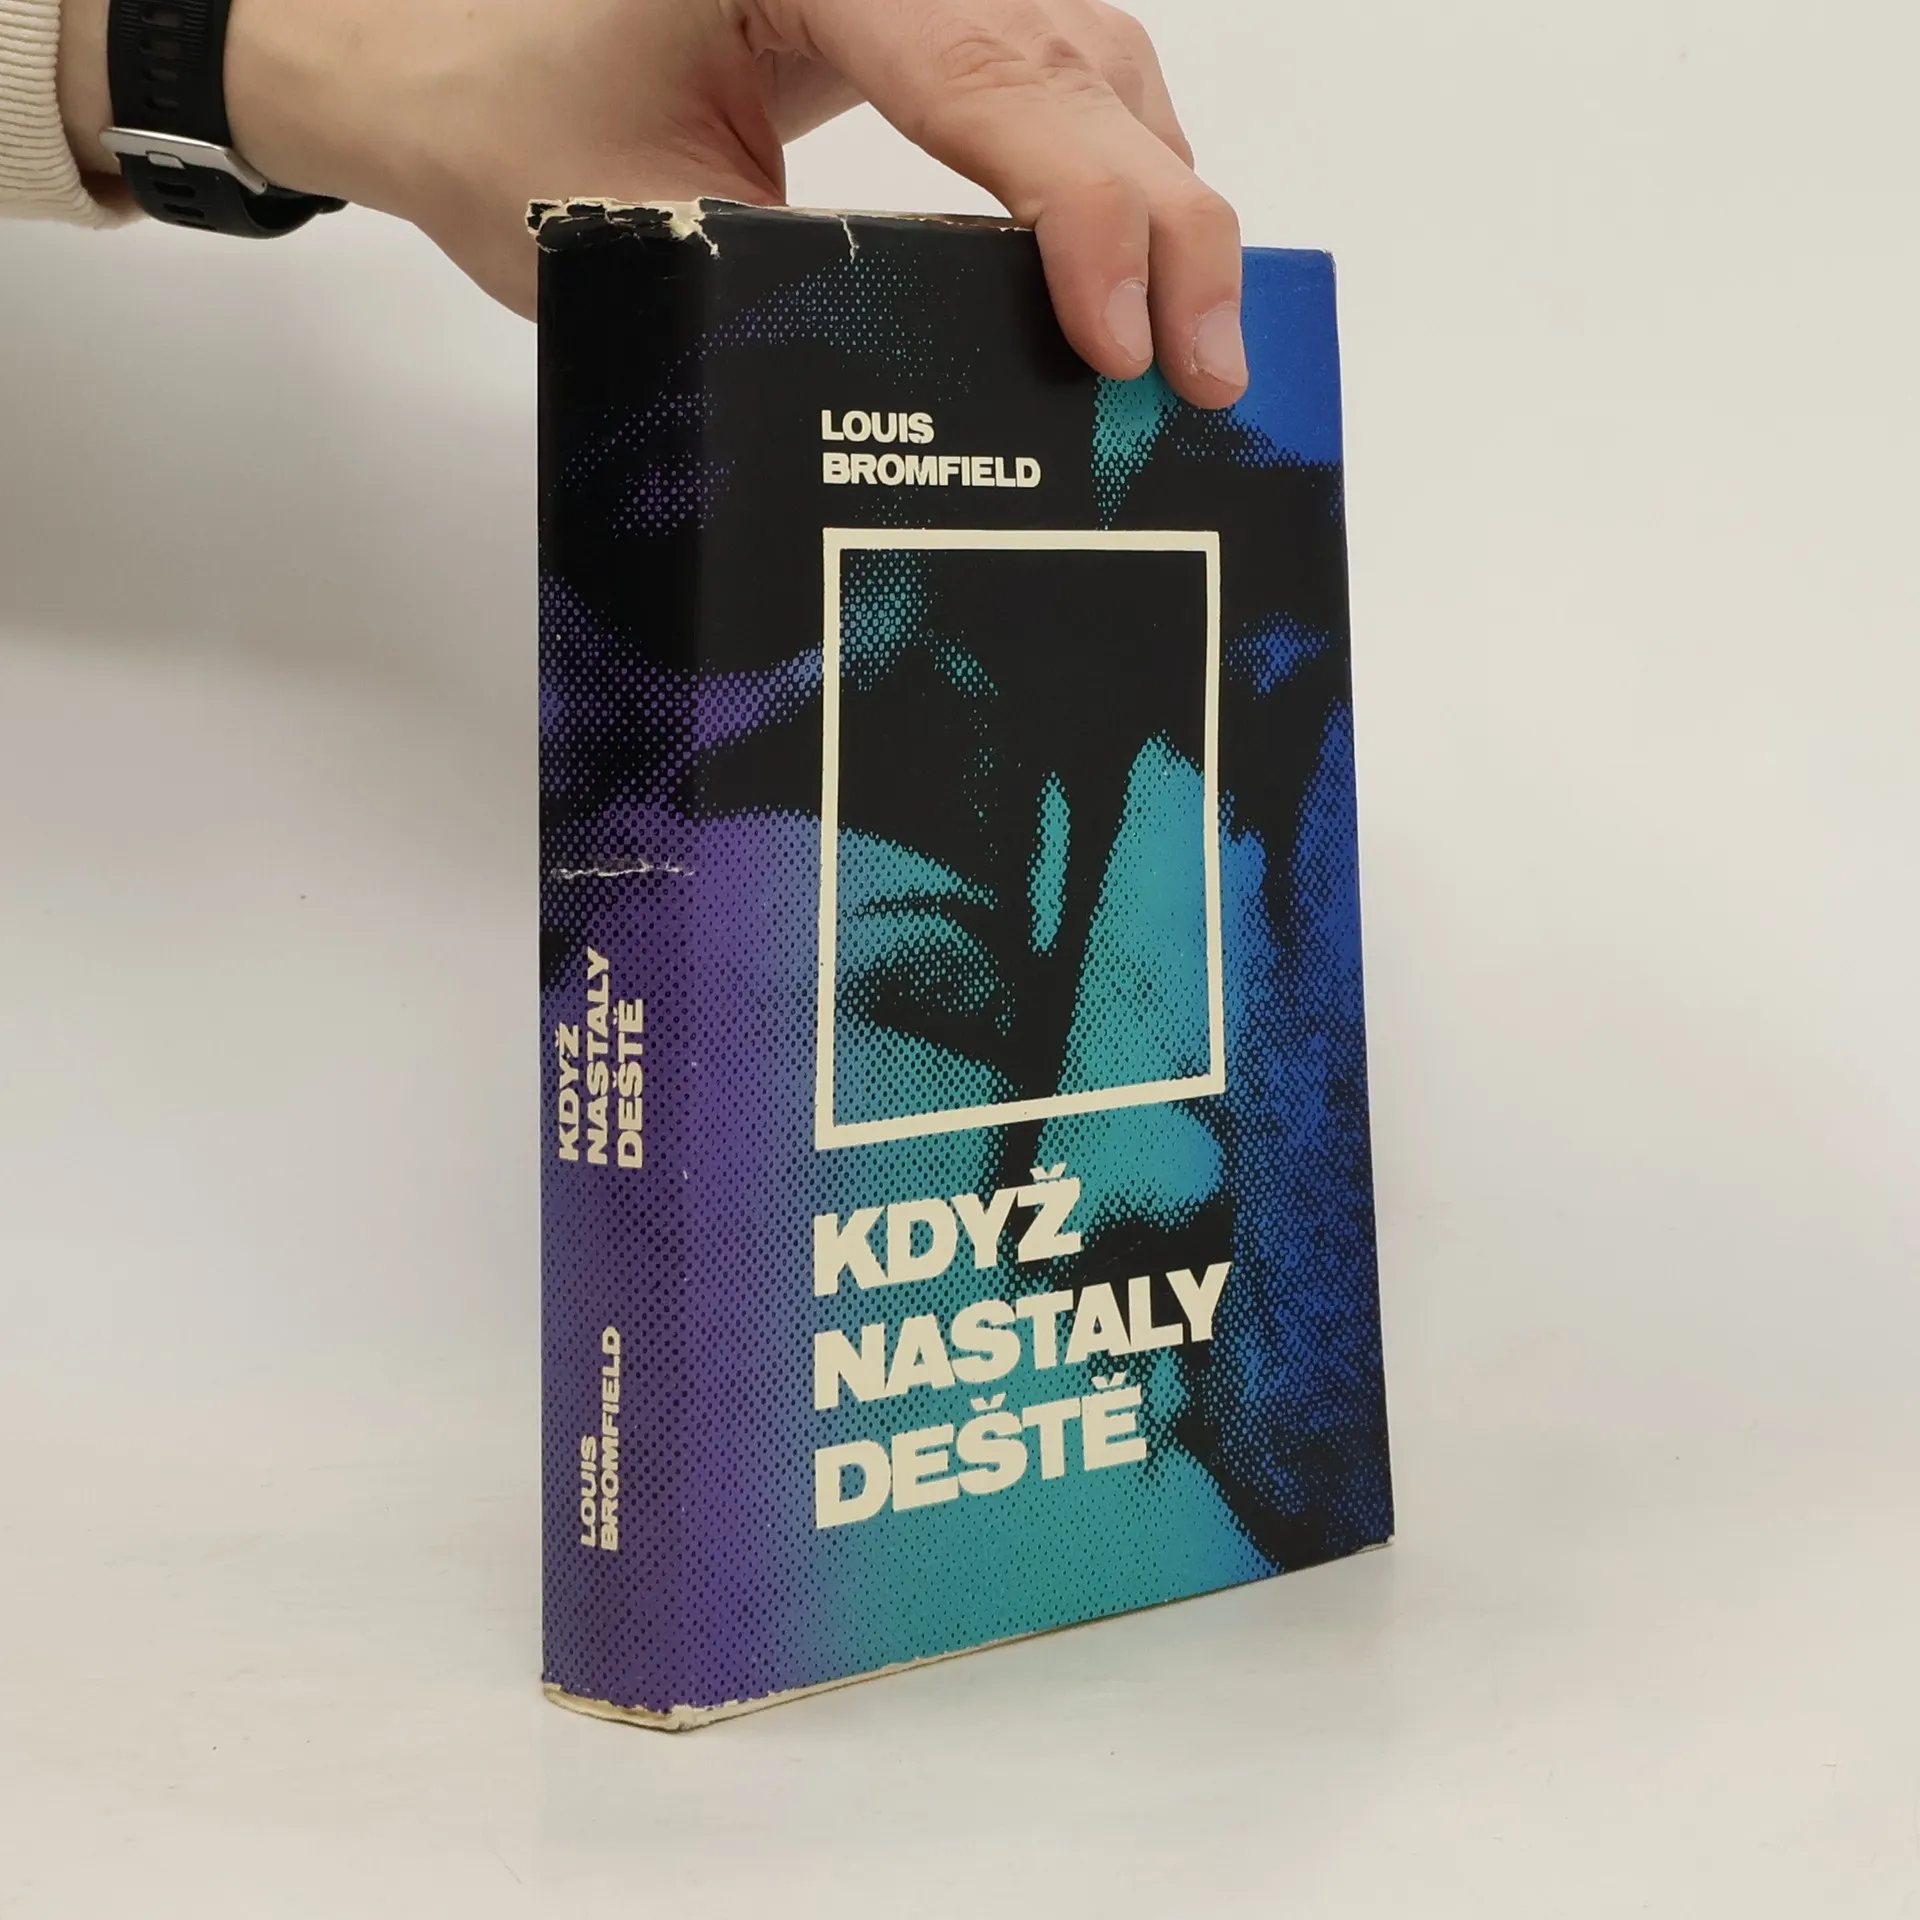 LOUIS
BROMFIELD
KDYŽ
NASTALY
DEŠTĚ
KDYŽ
NASTALY
DEŠTĚ
LOUIS
BROMFIELD